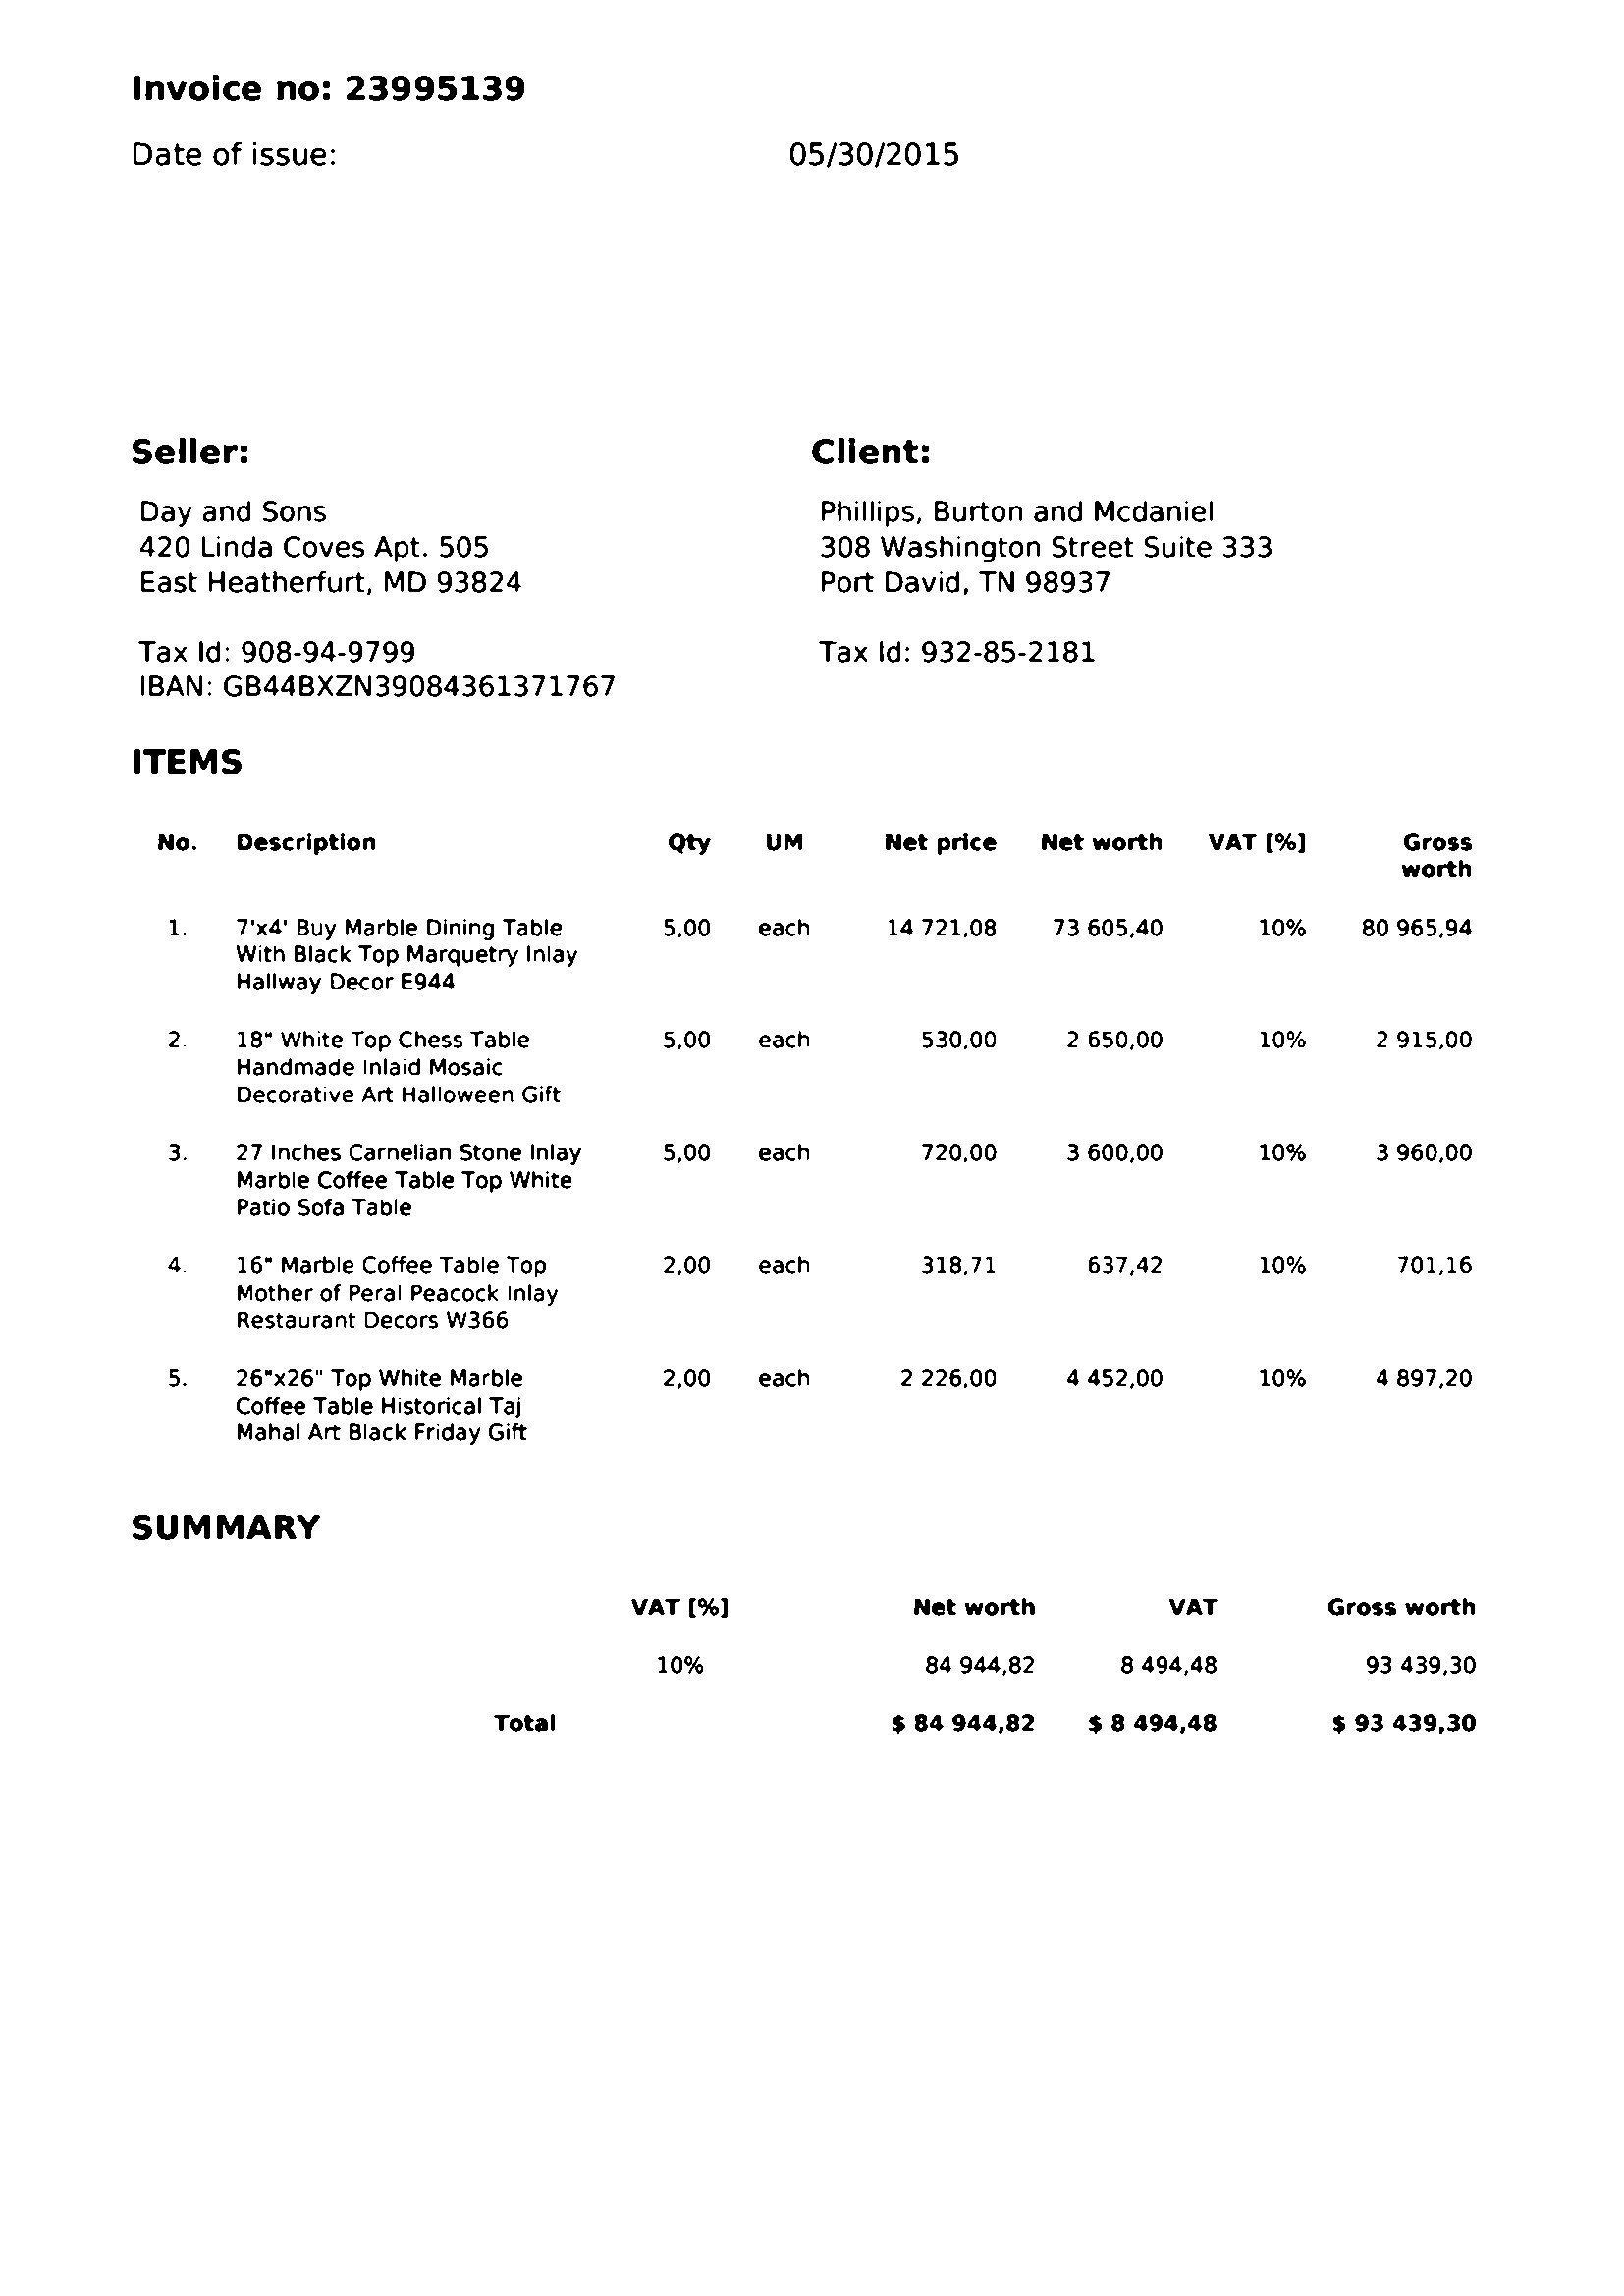 Invoice no: 23995139
Date of issue: 05/30/2015
Seller: Client:
Day and Sons Phillips, Burton and Mcdaniel
420 Linda Coves Apt. 505 308 Washington Street Suite 333
East Heatherfurt, MD 93824 Port David, TN 98937
Tax Id: 908-94-9799 Tax Id: 932-85-2181
IBAN: GB44BXZN39084361371767
ITEMS
No. Description Qty UM Net price Net worth VAT [%] Gross
worth
1. 7'x4' Buy Marble Dining Table 5,00 each 14 721,08 73 605,40 10% 80 965,94
With Black Top Marquetry Inlay
Hallway Decor E944
2. 18" White Top Chess Table 5,00 each 530,00 2 650,00 10% 2 915,00
Handmade Inlaid Mosaic
Decorative Art Halloween Gift
3. 27 Inches Carnelian Stone Inlay 5,00 each 720,00 3 600,00 10% 3 960,00
Marble Coffee Table Top White
Patio Sofa Table
4. 16" Marble Coffee Table Top 2,00 each 318,71 637,42 10% 701,16
Mother of Peral Peacock Inlay
Restaurant Decors W366
5. 26"x26" Top White Marble 2,00 each 2 226,00 4 452,00 10% 4 897,20
Coffee Table Historical Taj
Mahal Art Black Friday Gift
SUMMARY
VAT [%] Net worth VAT Gross worth
10% 84 944,82 8 494,48 93 439,30
Total $ 84 944,82 $ 8 494,48 $ 93 439,30